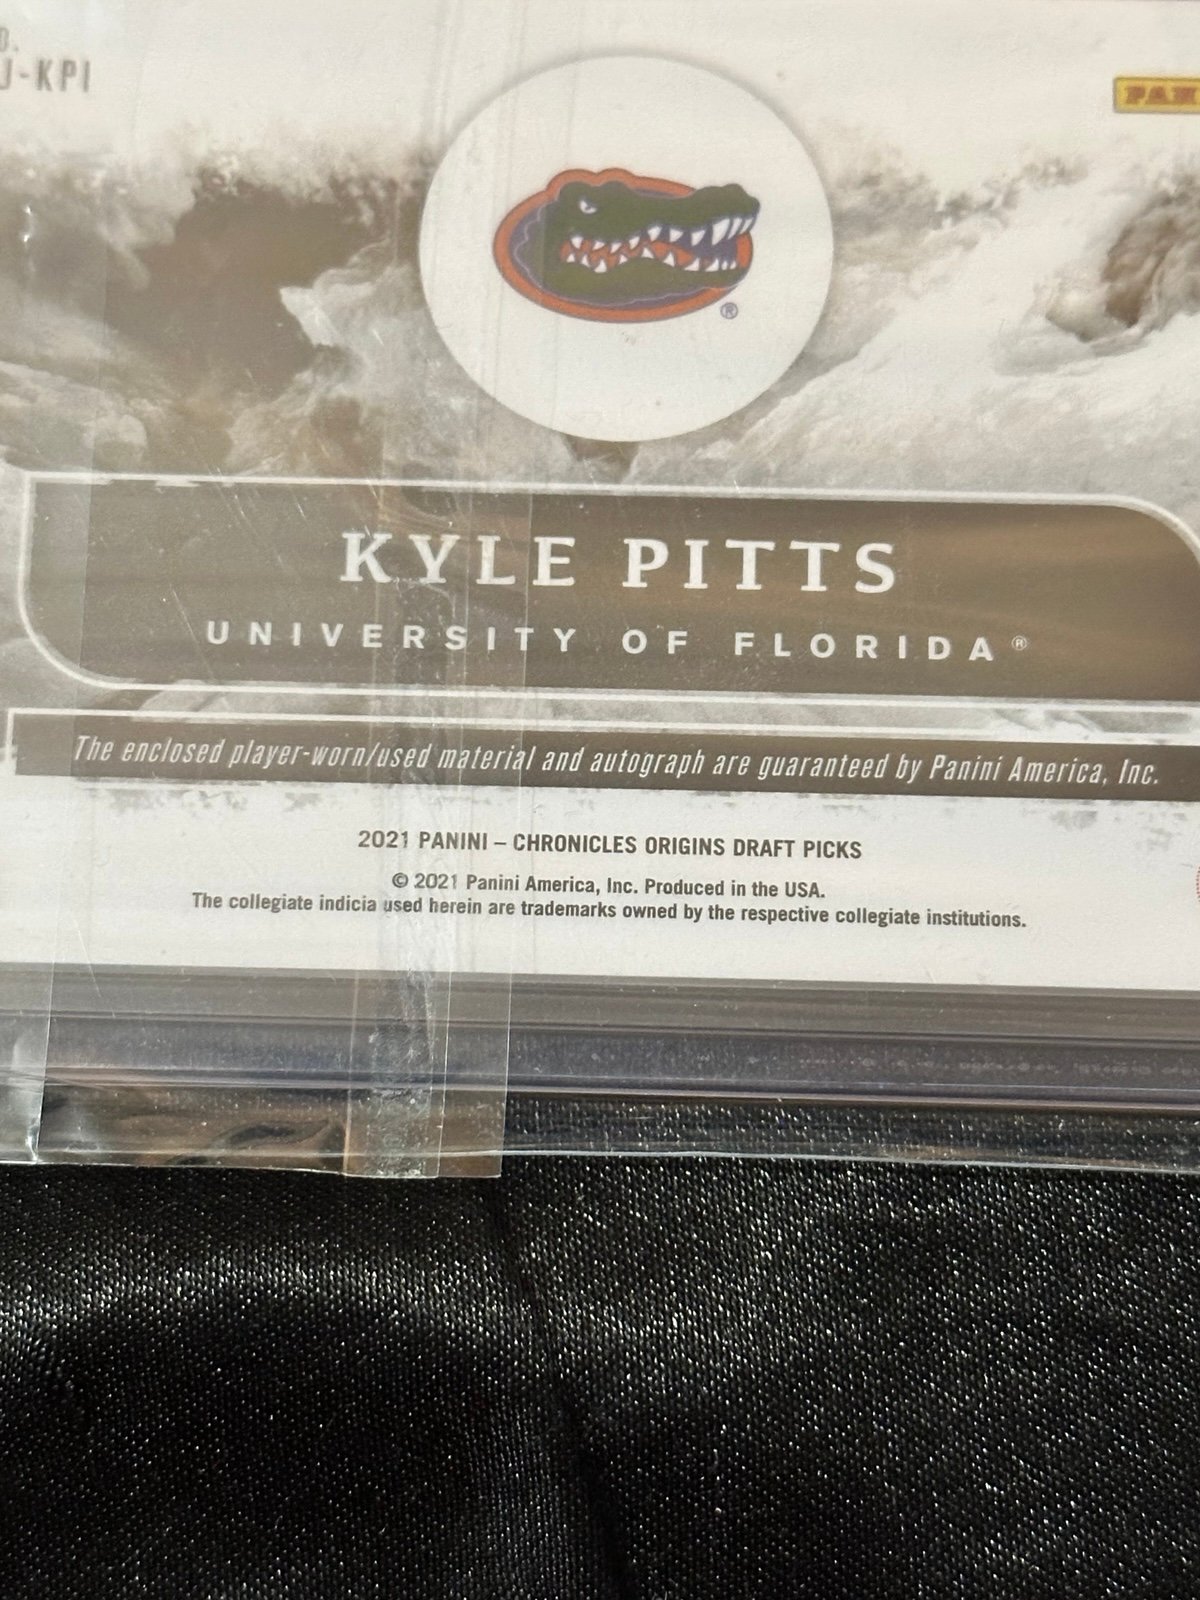 J-KPI
PANI
®
KYLE PITTS
UNIVERSITY OF FLORIDA®
The enclosed player-worn/used material and autograph are guaranteed by Panini America, Inc.
2021 PANINI – CHRONICLES ORIGINS DRAFT PICKS
© 2021 Panini America, Inc. Produced in the USA.
The collegiate indicia used herein are trademarks owned by the respective collegiate institutions.